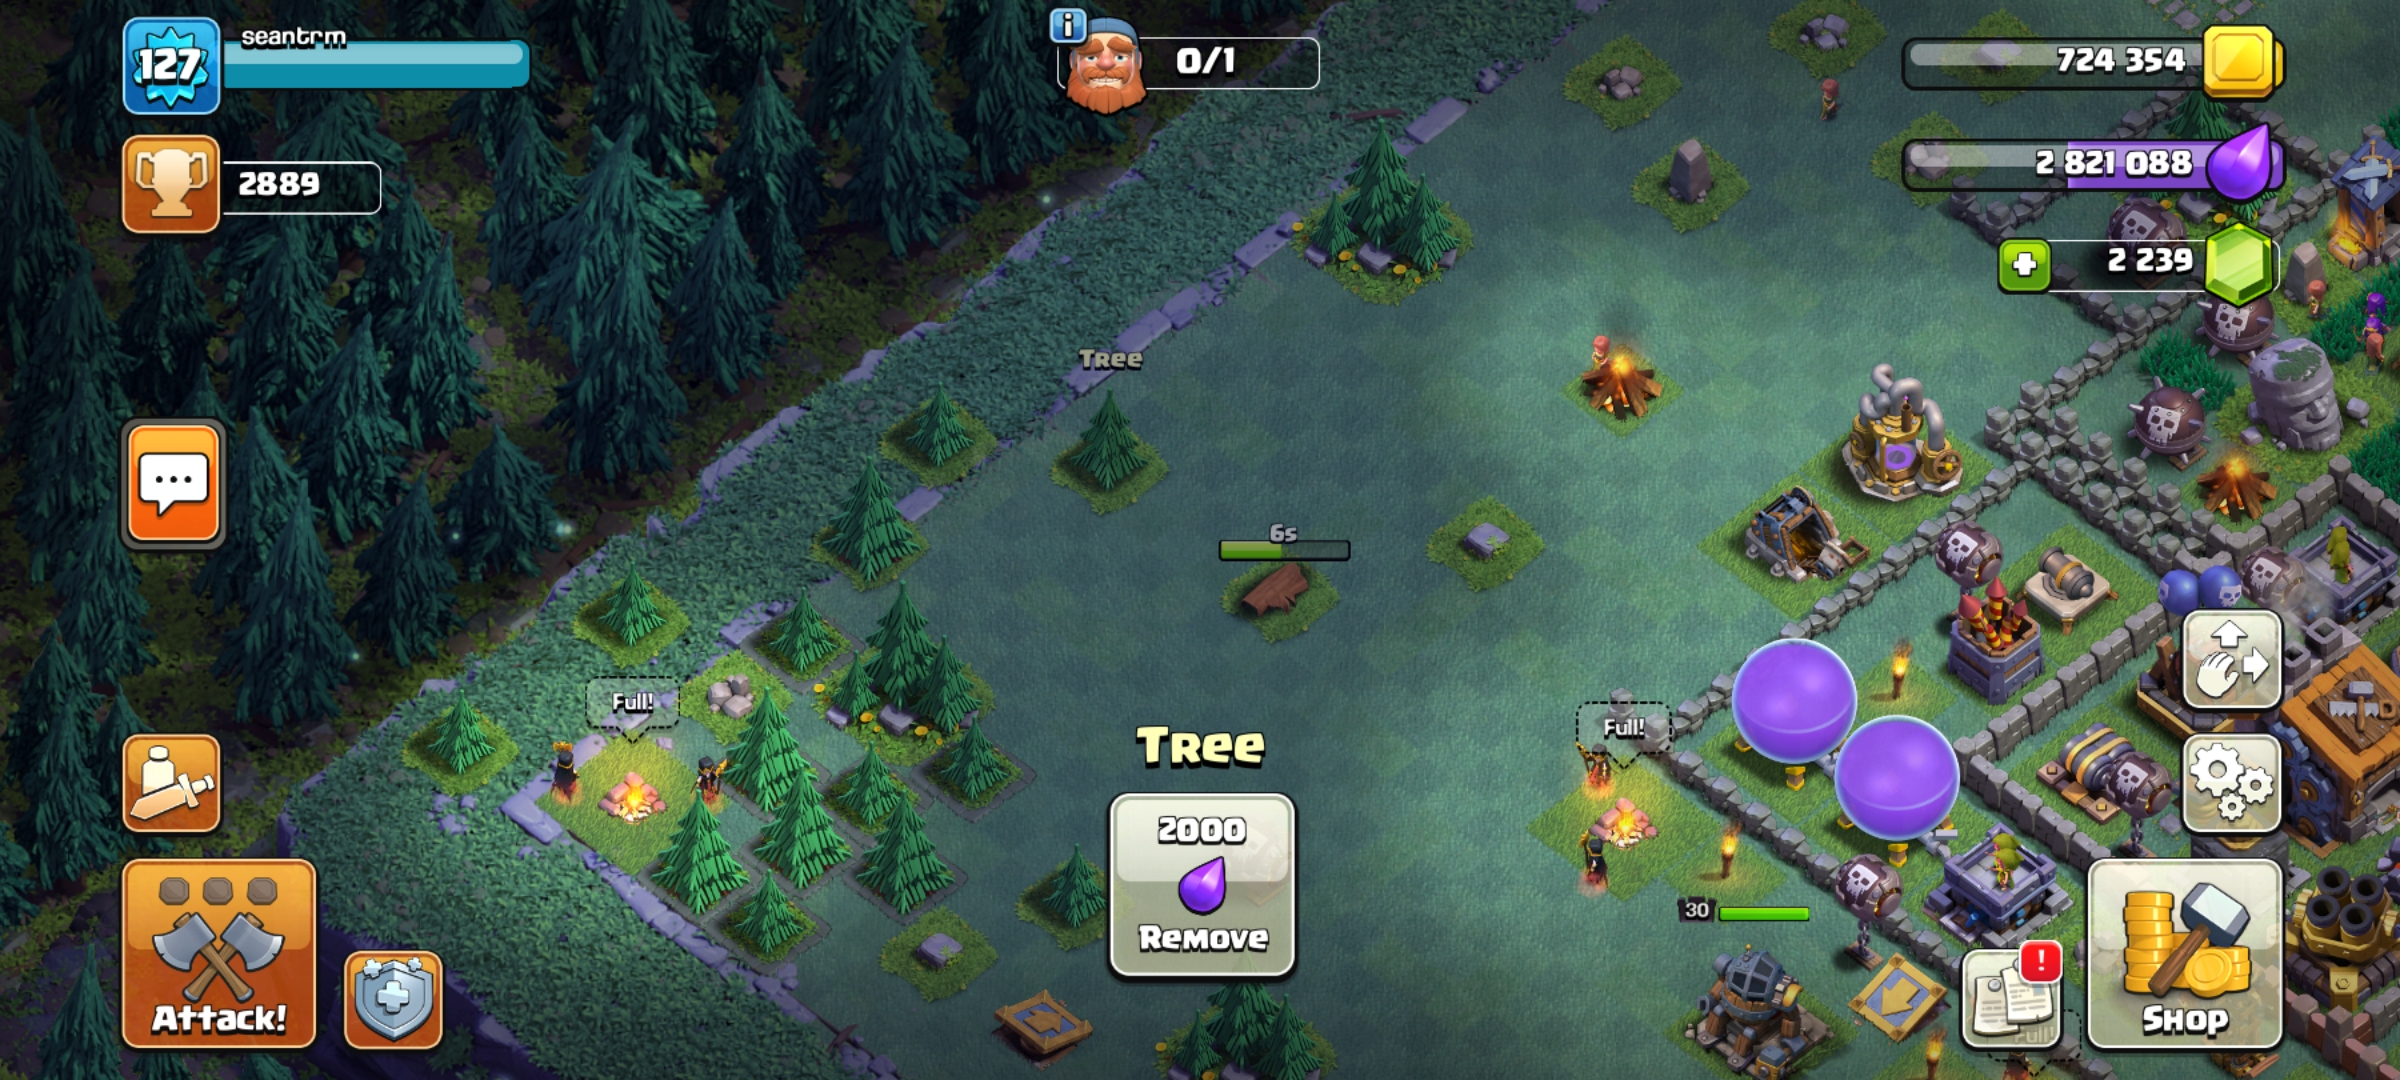 127
seantrm
0/1
724 354
2889
2 821 088
2 239
Tree
6s
Full!
Full!
Tree
2000
Remove
30
Attack!
!
Shop
Full!